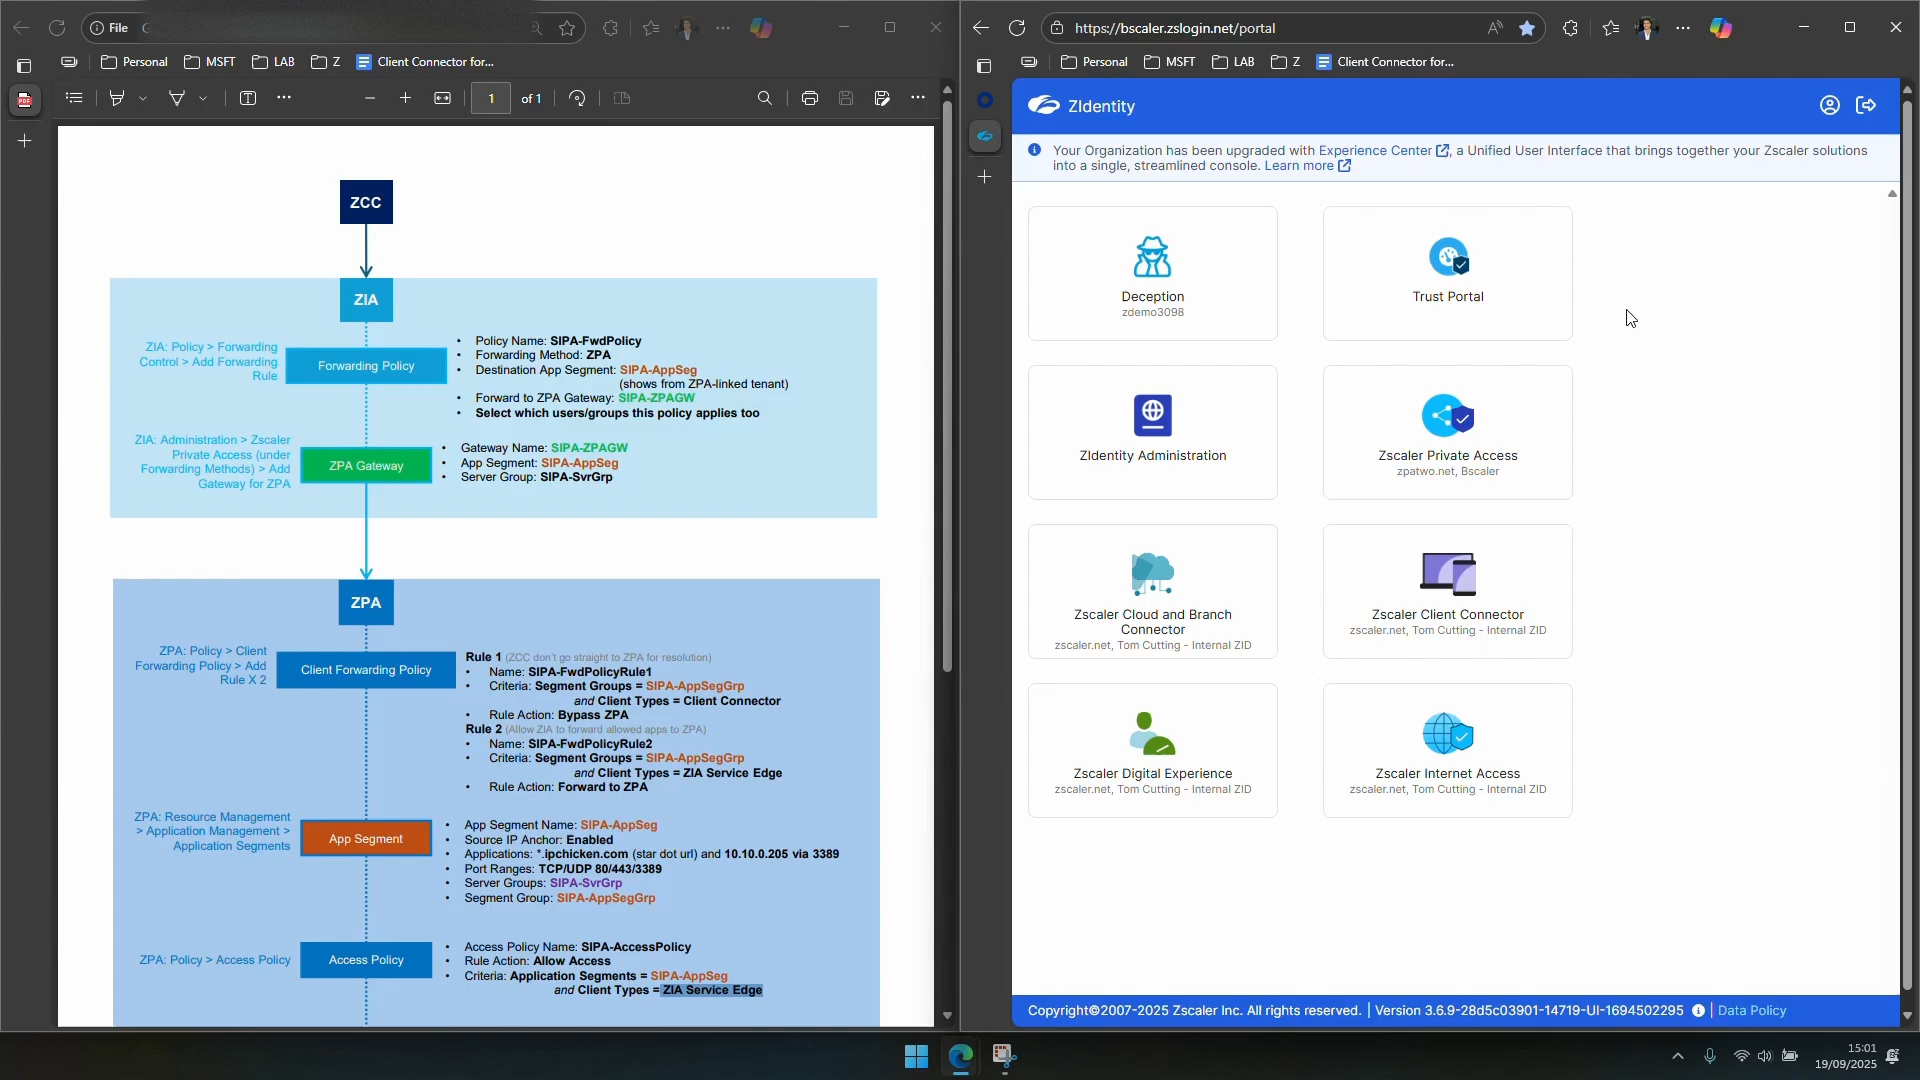 File
https://bscaler.zslogin.net/portal
Personal
MSFT
LAB
Z
Client Connector for...
Personal
MSFT
LAB
Z
Client Connector for...
1
of 1
ZCC
ZIA
ZIA: Policy > Forwarding
Control > Add Forwarding
Rule
Forwarding Policy
• Policy Name: SIPA-FwdPolicy
• Forwarding Method: ZPA
• Destination App Segment: SIPA-AppSeg
(shows from ZPA-linked tenant)
• Forward to ZPA Gateway: SIPA-ZPAGW
• Select which users/groups this policy applies too
ZIA: Administration > Zscaler
Private Access (under
Forwarding Methods) > Add
Gateway for ZPA
ZPA Gateway
• Gateway Name: SIPA-ZPAGW
• App Segment: SIPA-AppSeg
• Server Group: SIPA-SvrGrp
ZPA
ZPA: Policy > Client
Forwarding Policy > Add
Rule X 2
Client Forwarding Policy
Rule 1 (ZCC don't go straight to ZPA for resolution)
• Name: SIPA-FwdPolicyRule1
• Criteria: Segment Groups = SIPA-AppSegGrp
and Client Types = Client Connector
• Rule Action: Bypass ZPA
Rule 2 (Allow ZIA to forward allowed apps to ZPA)
• Name: SIPA-FwdPolicyRule2
• Criteria: Segment Groups = SIPA-AppSegGrp
and Client Types = ZIA Service Edge
• Rule Action: Forward to ZPA
ZPA: Resource Management
> Application Management >
Application Segments
App Segment
• App Segment Name: SIPA-AppSeg
• Source IP Anchor: Enabled
• Applications: *.ipchicken.com (star dot url) and 10.10.0.205 via 3389
• Port Ranges: TCP/UDP 80/443/3389
• Server Groups: SIPA-SvrGrp
• Segment Group: SIPA-AppSegGrp
ZPA: Policy > Access Policy
Access Policy
• Access Policy Name: SIPA-AccessPolicy
• Rule Action: Allow Access
• Criteria: Application Segments = SIPA-AppSeg
and Client Types = ZIA Service Edge
ZIdentity
Your Organization has been upgraded with Experience Center, a Unified User Interface that brings together your Zscaler solutions
into a single, streamlined console. Learn more
Deception
zdemo3098
Trust Portal
ZIdentity Administration
Zscaler Private Access
zpatwo.net, Bscaler
Zscaler Cloud and Branch
Connector
zscaler.net, Tom Cutting - Internal ZID
Zscaler Client Connector
zscaler.net, Tom Cutting - Internal ZID
Zscaler Digital Experience
zscaler.net, Tom Cutting - Internal ZID
Zscaler Internet Access
zscaler.net, Tom Cutting - Internal ZID
Copyright©2007-2025 Zscaler Inc. All rights reserved. | Version 3.6.9-28d5c03901-14719-UI-1694502295 | Data Policy
15:01
19/09/2025